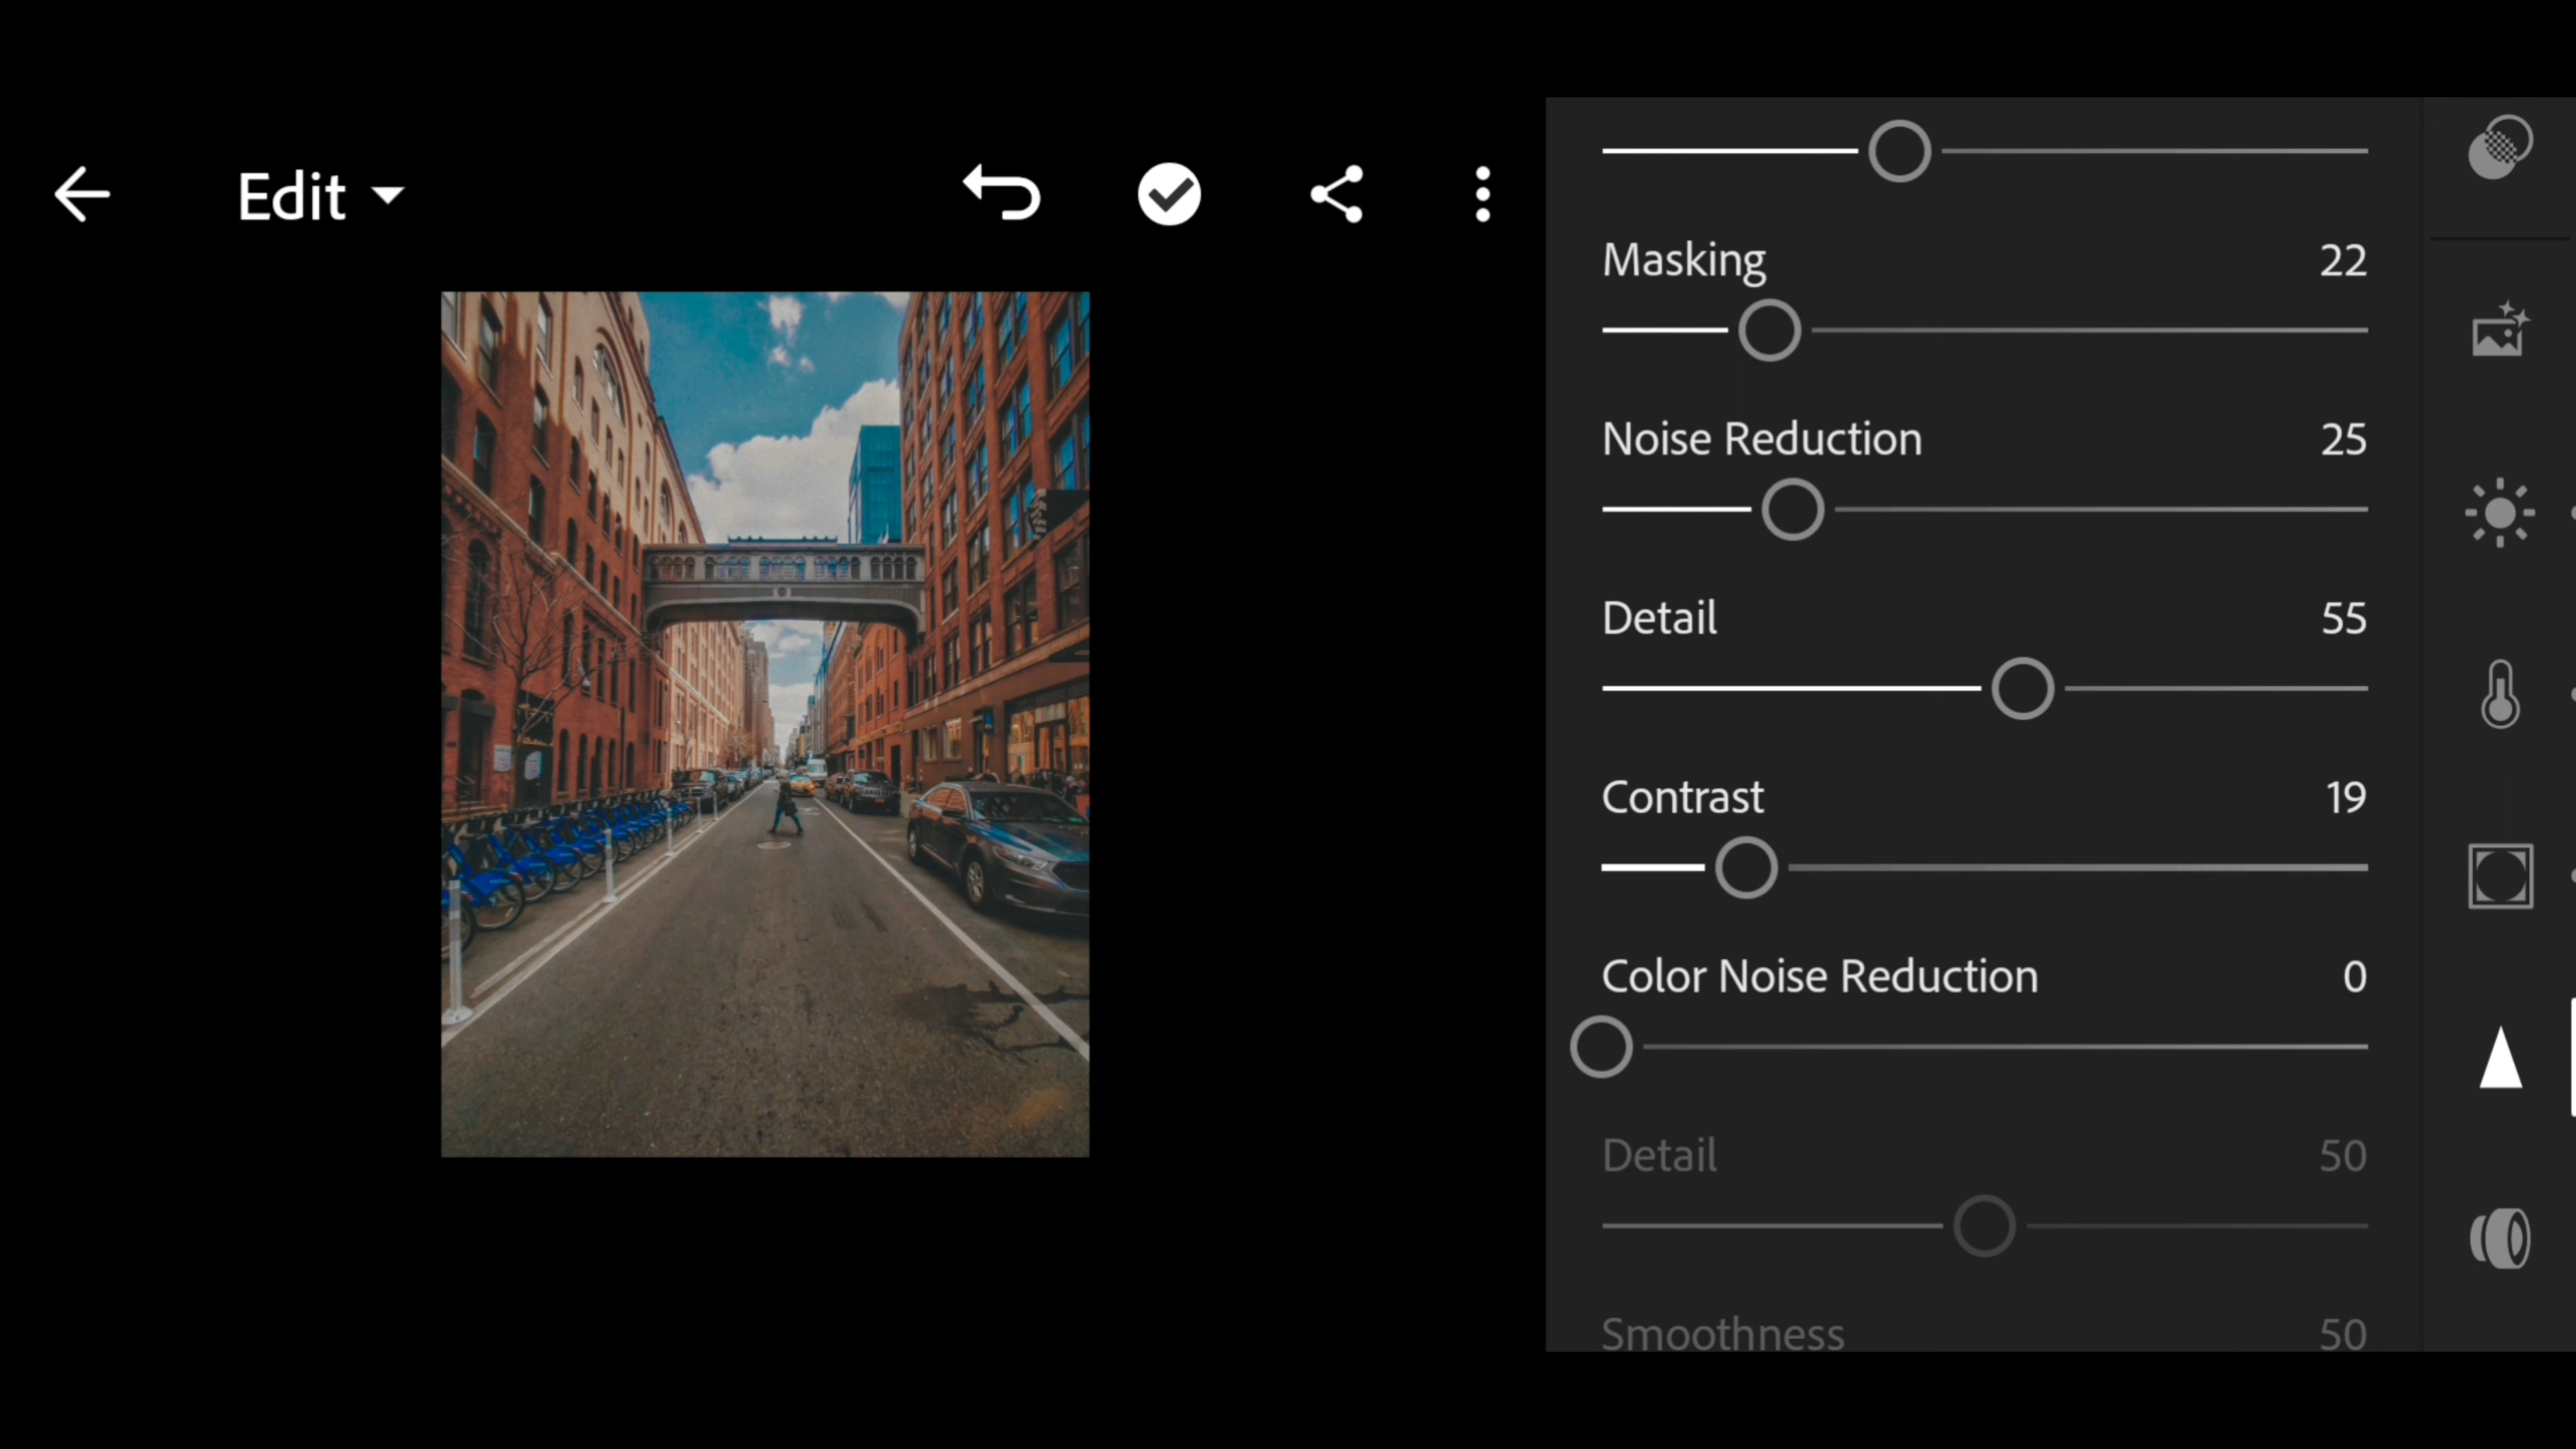 Edit
Masking 22
Noise Reduction 25
Detail 55
Contrast 19
Color Noise Reduction 0
Detail 50
Smoothness 50